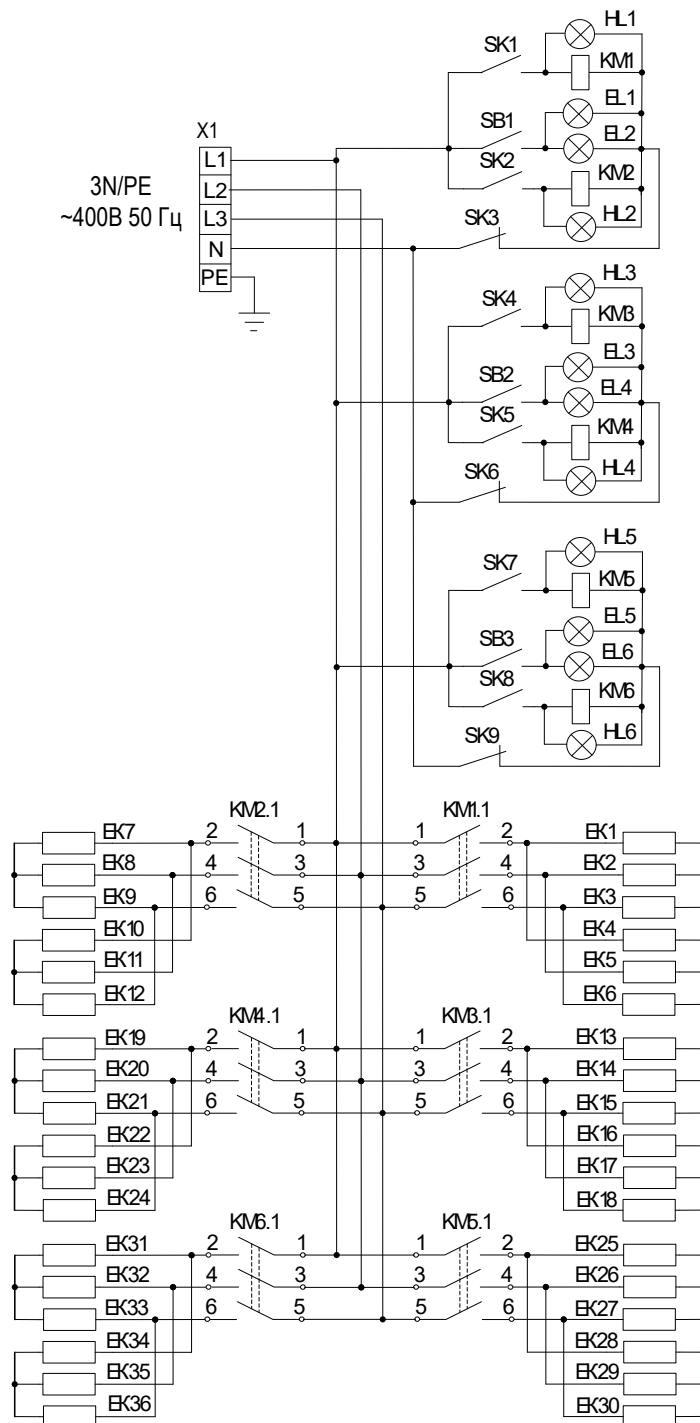 HL1
SK1
KM1
EL1
SB1
EL2
SK2
KM2
HL2
SK3
X1
L1
L2
L3
N
PE
3N/PE
~400В 50 Гц
HL3
SK4
KM3
EL3
SB2
EL4
SK5
KM4
HL4
SK6
HL5
SK7
KM5
EL5
SB3
EL6
SK8
KM6
HL6
SK9
KM2.1 KM1.1
EK7 2 1 1 2 EK1
EK8 4 3 3 4 EK2
EK9 6 5 5 6 EK3
EK10 EK4
EK11 EK5
EK12 EK6
KM4.1 KM3.1
EK19 2 1 1 2 EK13
EK20 4 3 3 4 EK14
EK21 6 5 5 6 EK15
EK22 EK16
EK23 EK17
EK24 EK18
KM6.1 KM5.1
EK31 2 1 1 2 EK25
EK32 4 3 3 4 EK26
EK33 6 5 5 6 EK27
EK34 EK28
EK35 EK29
EK36 EK30